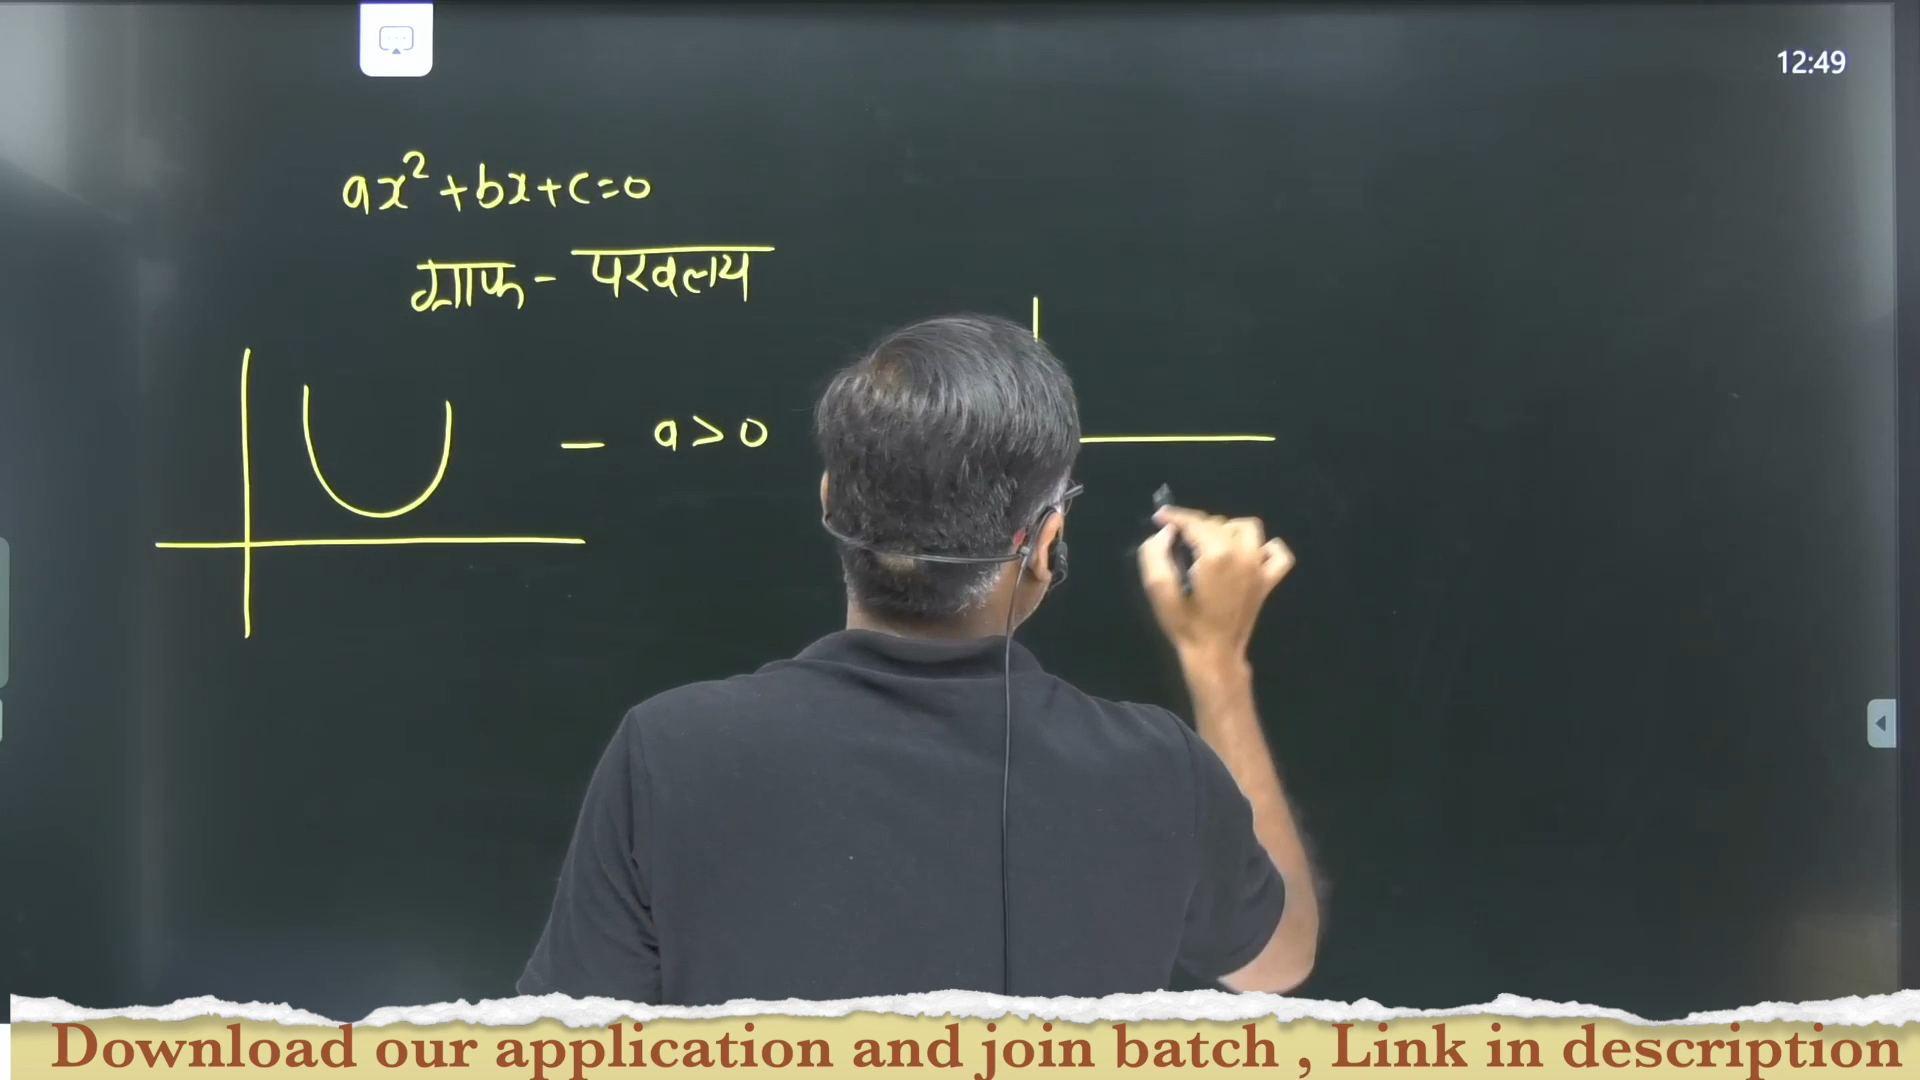 12:49
ax²+bx+c=0
ग्राफ - परवलय
— a > 0
Download our application and join batch , Link in description